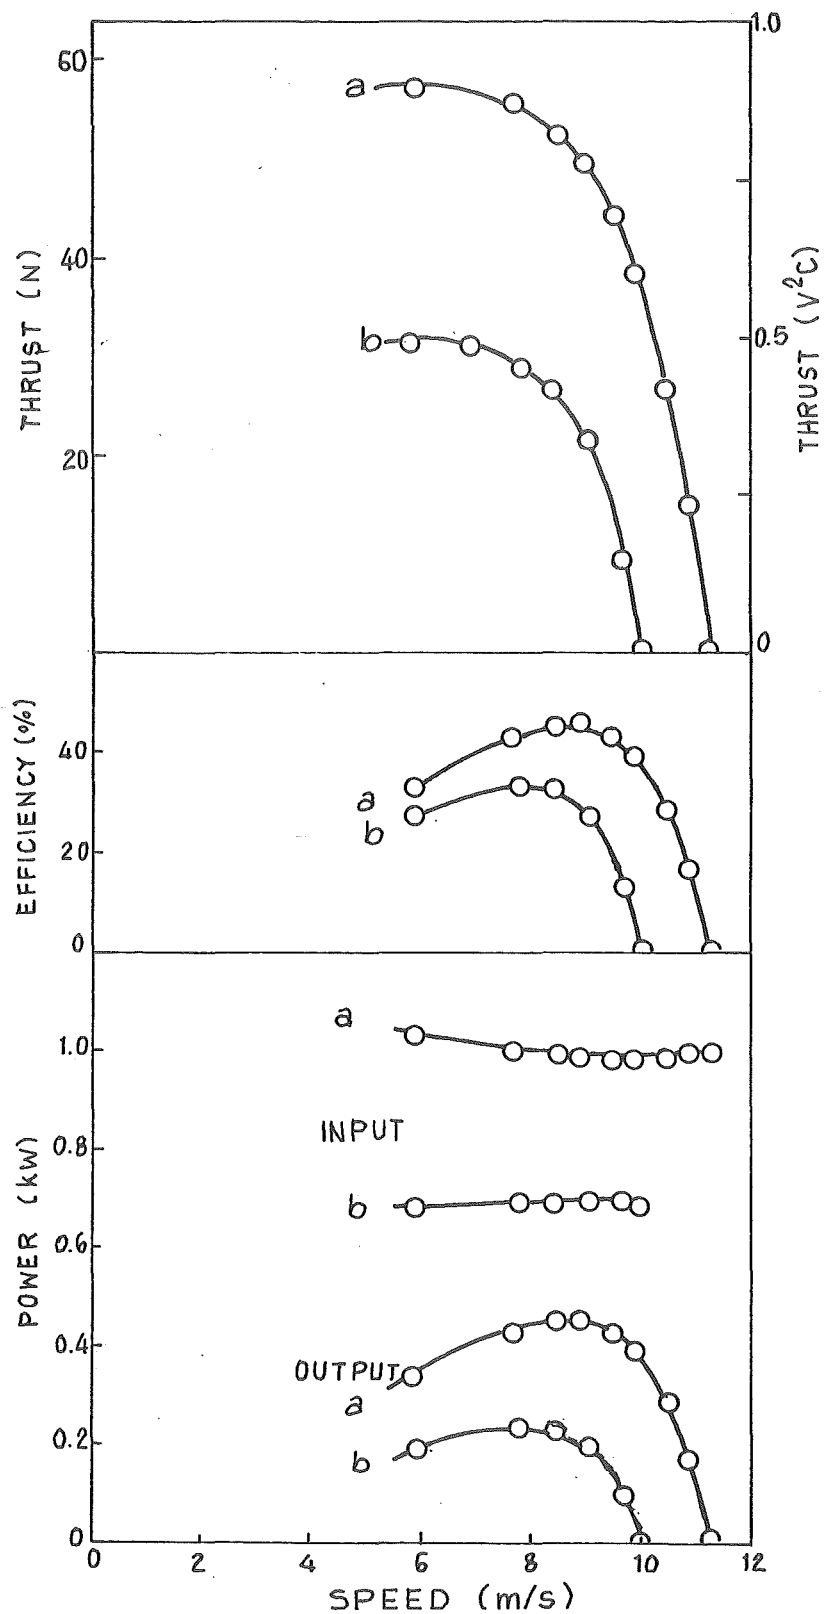 1.0
60
a
40
THRUST (N)
THRUST (V²C)
b
0.5
20
0
EFFICIENCY (%)
40
a
b
20
0
a
1.0
INPUT
0.8
POWER (kW)
b
0.6
0.4
OUTPUT
a
0.2
b
0
0 2 4 6 8 10 12
SPEED (m/s)